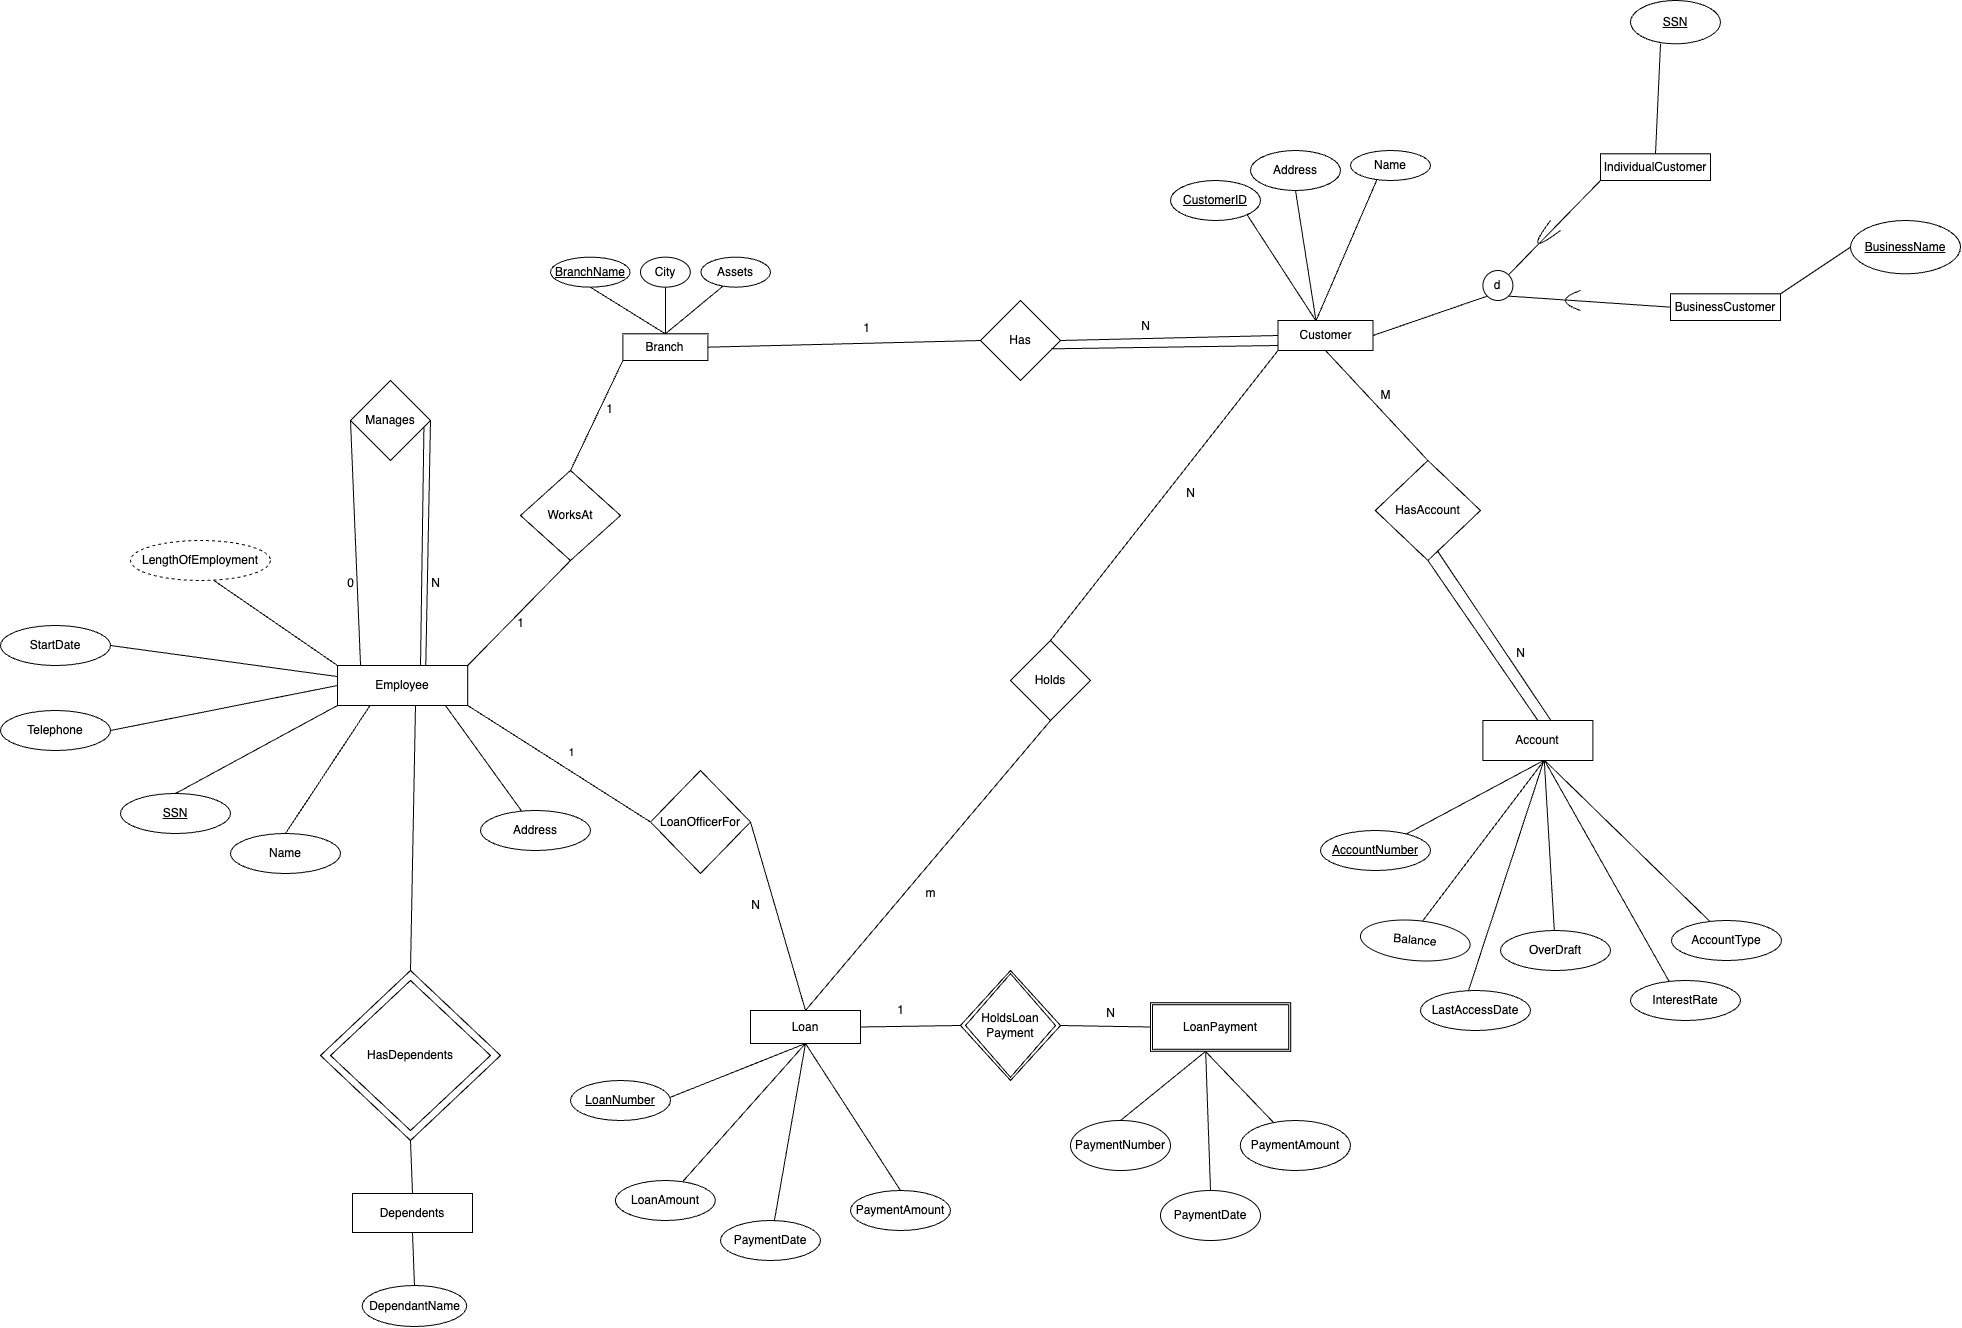 SSN
IndividualCustomer
Address
Name
CustomerID
BusinessName
BranchName
City
Assets
d
BusinessCustomer
1
N
Has
Customer
Branch
M
1
Manages
N
HasAccount
WorksAt
LengthOfEmployment
0
N
1
StartDate
N
Employee
Holds
Telephone
Account
1
SSN
LoanOfficerFor
Name
Address
AccountNumber
m
N
Balance
OverDraft
AccountType
LastAccessDate
InterestRate
1
N
HoldsLoan
Payment
Loan
LoanPayment
HasDependents
LoanNumber
PaymentNumber
PaymentAmount
LoanAmount
PaymentAmount
PaymentDate
Dependents
PaymentDate
DependantName